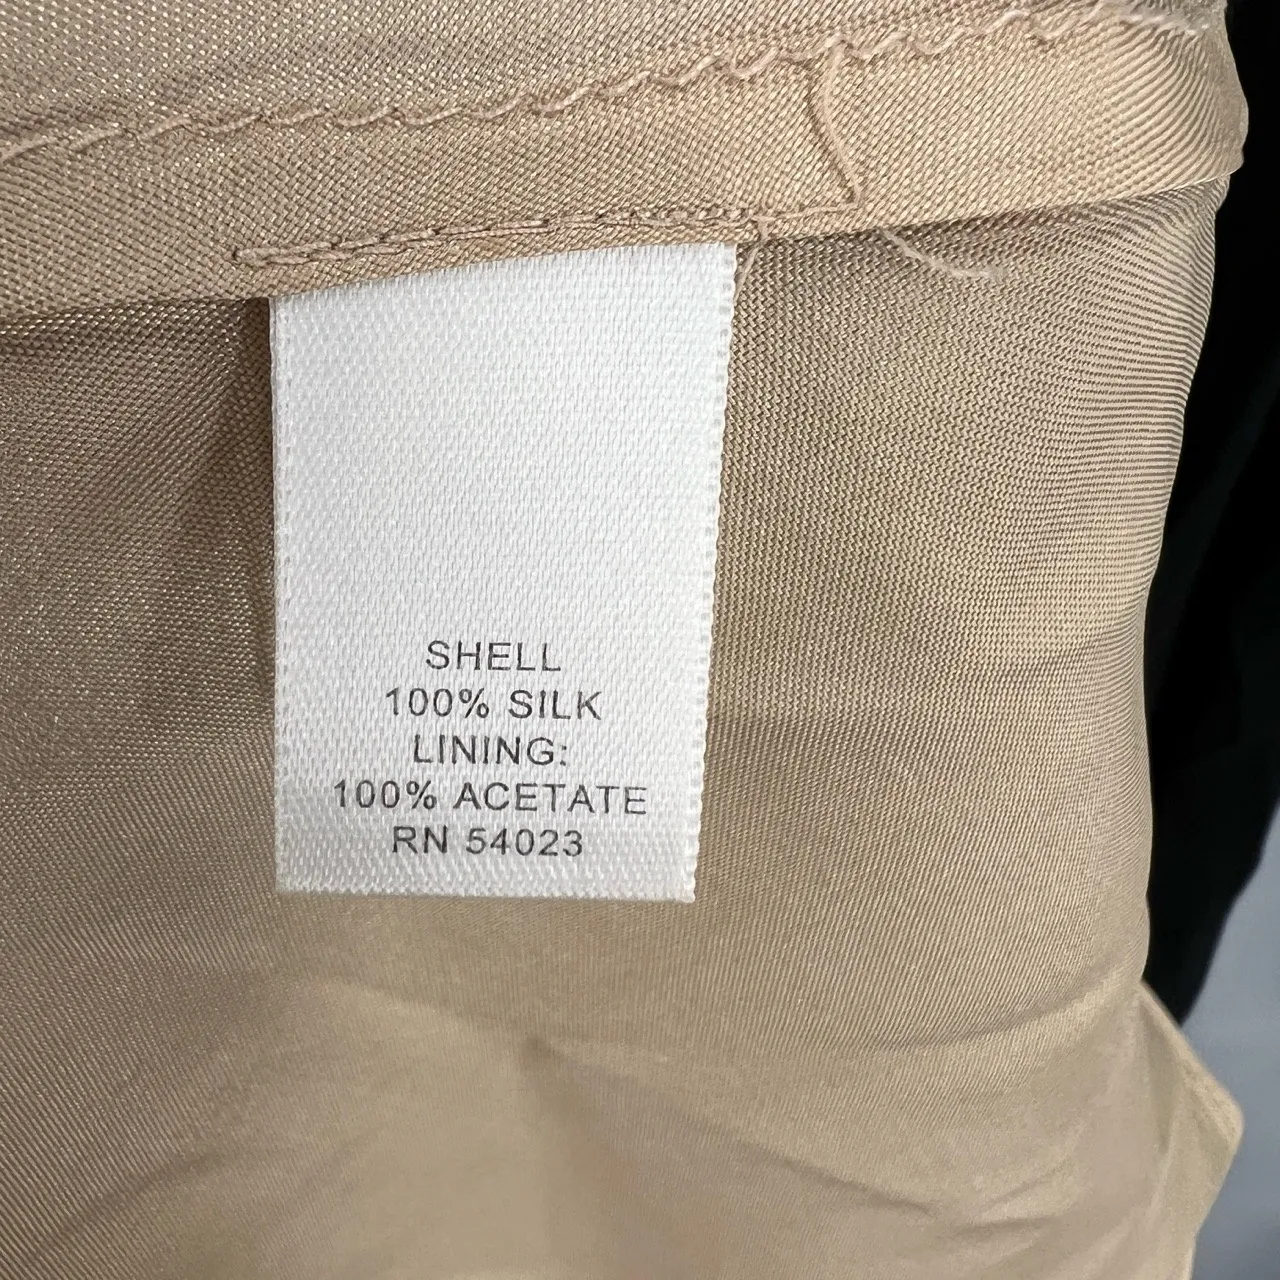 SHELL
100% SILK
LINING:
100% ACETATE
RN 54023